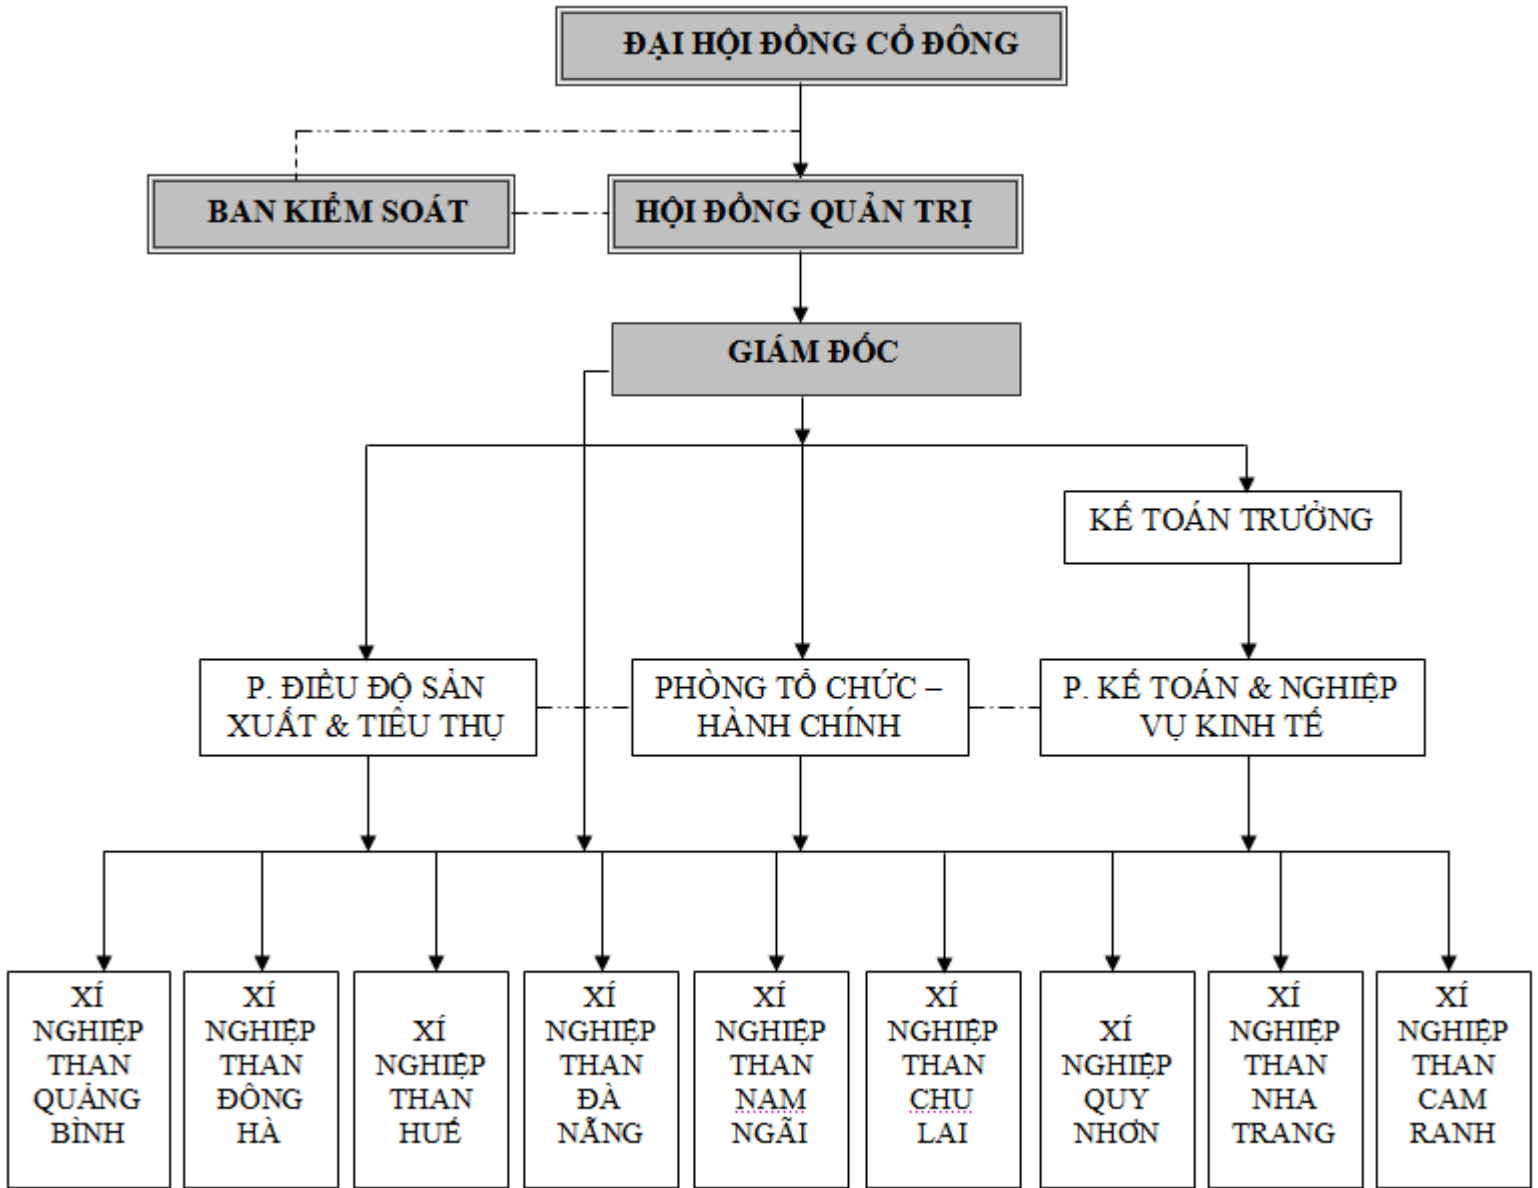 ĐẠI HỘI ĐỒNG CỔ ĐÔNG
BAN KIỂM SOÁT
HỘI ĐỒNG QUẢN TRỊ
GIÁM ĐỐC
KẾ TOÁN TRƯỞNG
P. ĐIỀU ĐỘ SẢN
XUẤT & TIÊU THỤ
PHÒNG TỔ CHỨC –
HÀNH CHÍNH
P. KẾ TOÁN & NGHIỆP
VỤ KINH TẾ
XÍ
NGHIỆP
THAN
QUẢNG
BÌNH
XÍ
NGHIỆP
THAN
ĐÔNG
HÀ
XÍ
NGHIỆP
THAN
HUẾ
XÍ
NGHIỆP
THAN
ĐÀ
NẴNG
XÍ
NGHIỆP
THAN
NAM
NGÃI
XÍ
NGHIỆP
THAN
CHU
LAI
XÍ
NGHIỆP
QUY
NHƠN
XÍ
NGHIỆP
THAN
NHA
TRANG
XÍ
NGHIỆP
THAN
CAM
RANH